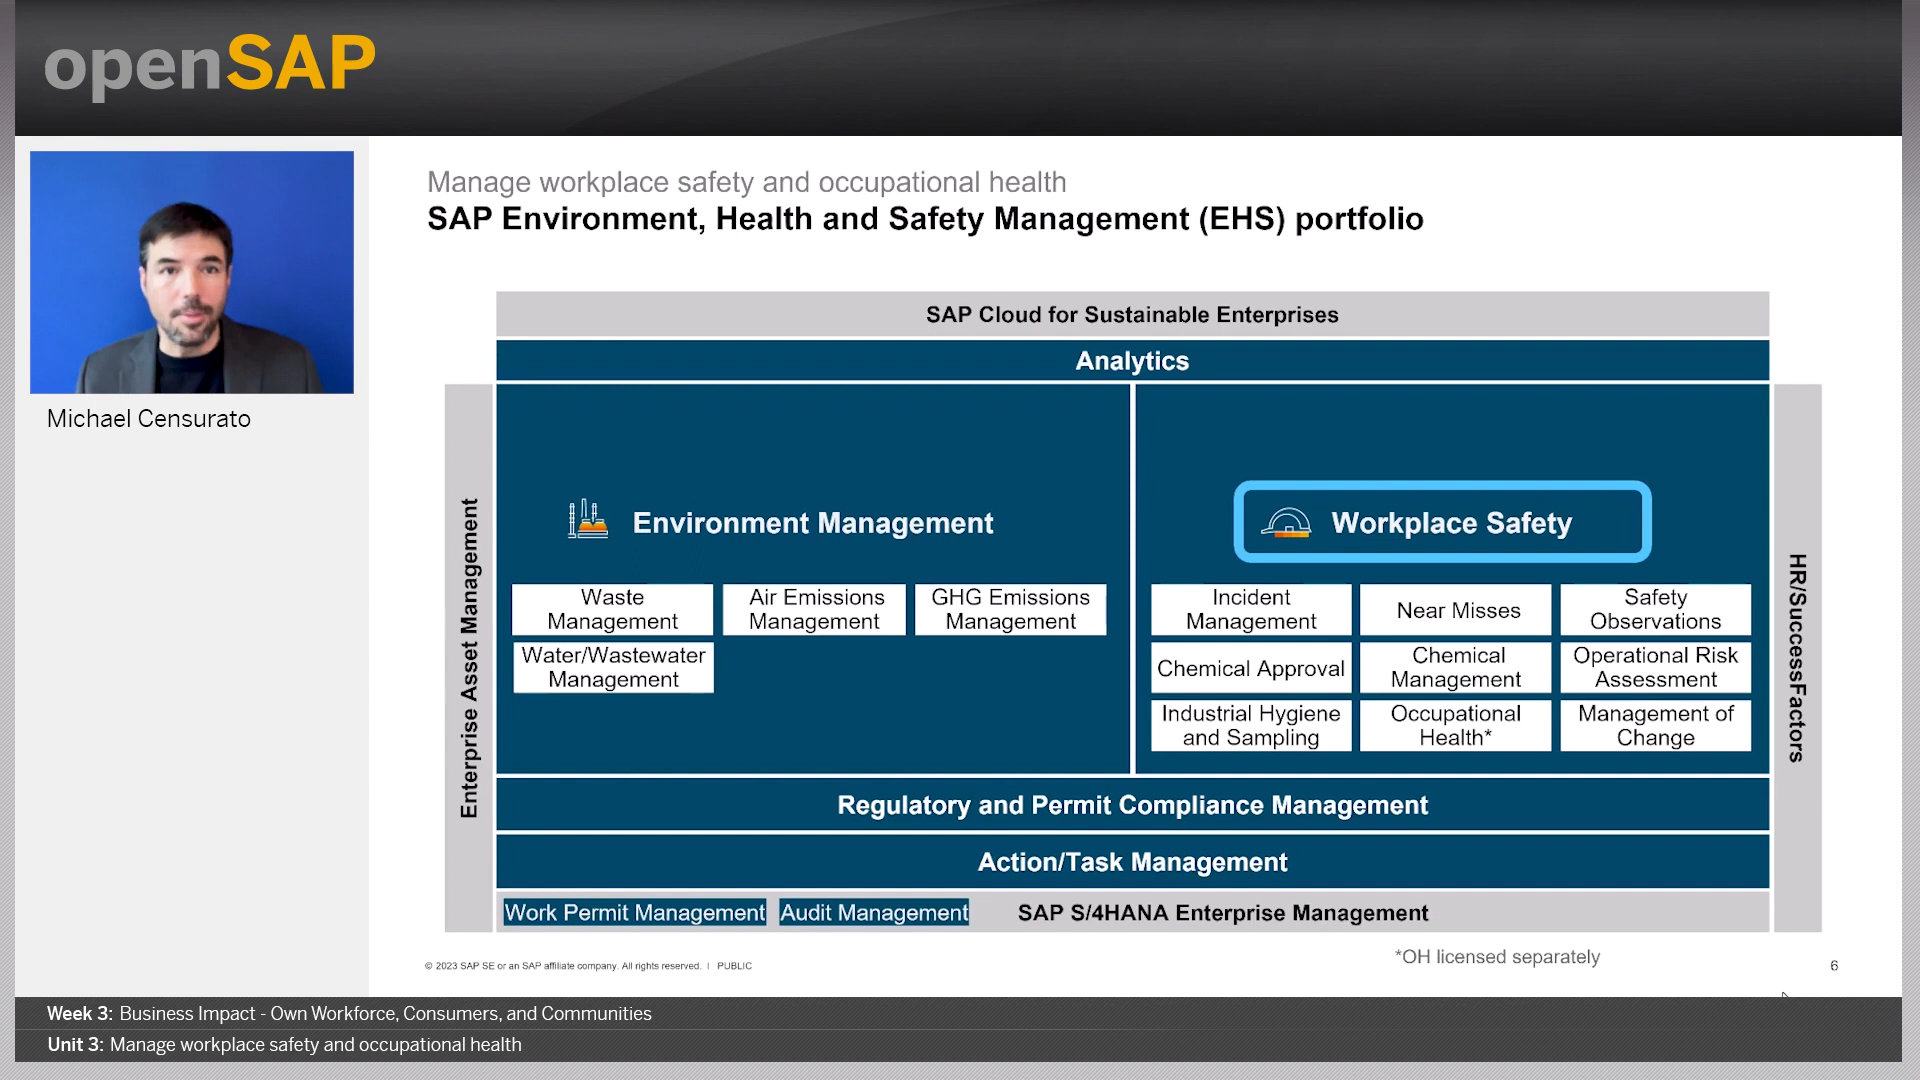 openSAP
Michael Censurato
Manage workplace safety and occupational health
SAP Environment, Health and Safety Management (EHS) portfolio
SAP Cloud for Sustainable Enterprises
Analytics
Enterprise Asset Management
Environment Management
Waste
Management
Air Emissions
Management
GHG Emissions
Management
Water/Wastewater
Management
Workplace Safety
Incident
Management
Near Misses
Safety
Observations
Chemical Approval
Chemical
Management
Operational Risk
Assessment
Industrial Hygiene
and Sampling
Occupational
Health*
Management of
Change
HR/SuccessFactors
Regulatory and Permit Compliance Management
Action/Task Management
Work Permit Management
Audit Management
SAP S/4HANA Enterprise Management
*OH licensed separately
© 2023 SAP SE or an SAP affiliate company. All rights reserved. I PUBLIC
6
Week 3: Business Impact - Own Workforce, Consumers, and Communities
Unit 3: Manage workplace safety and occupational health